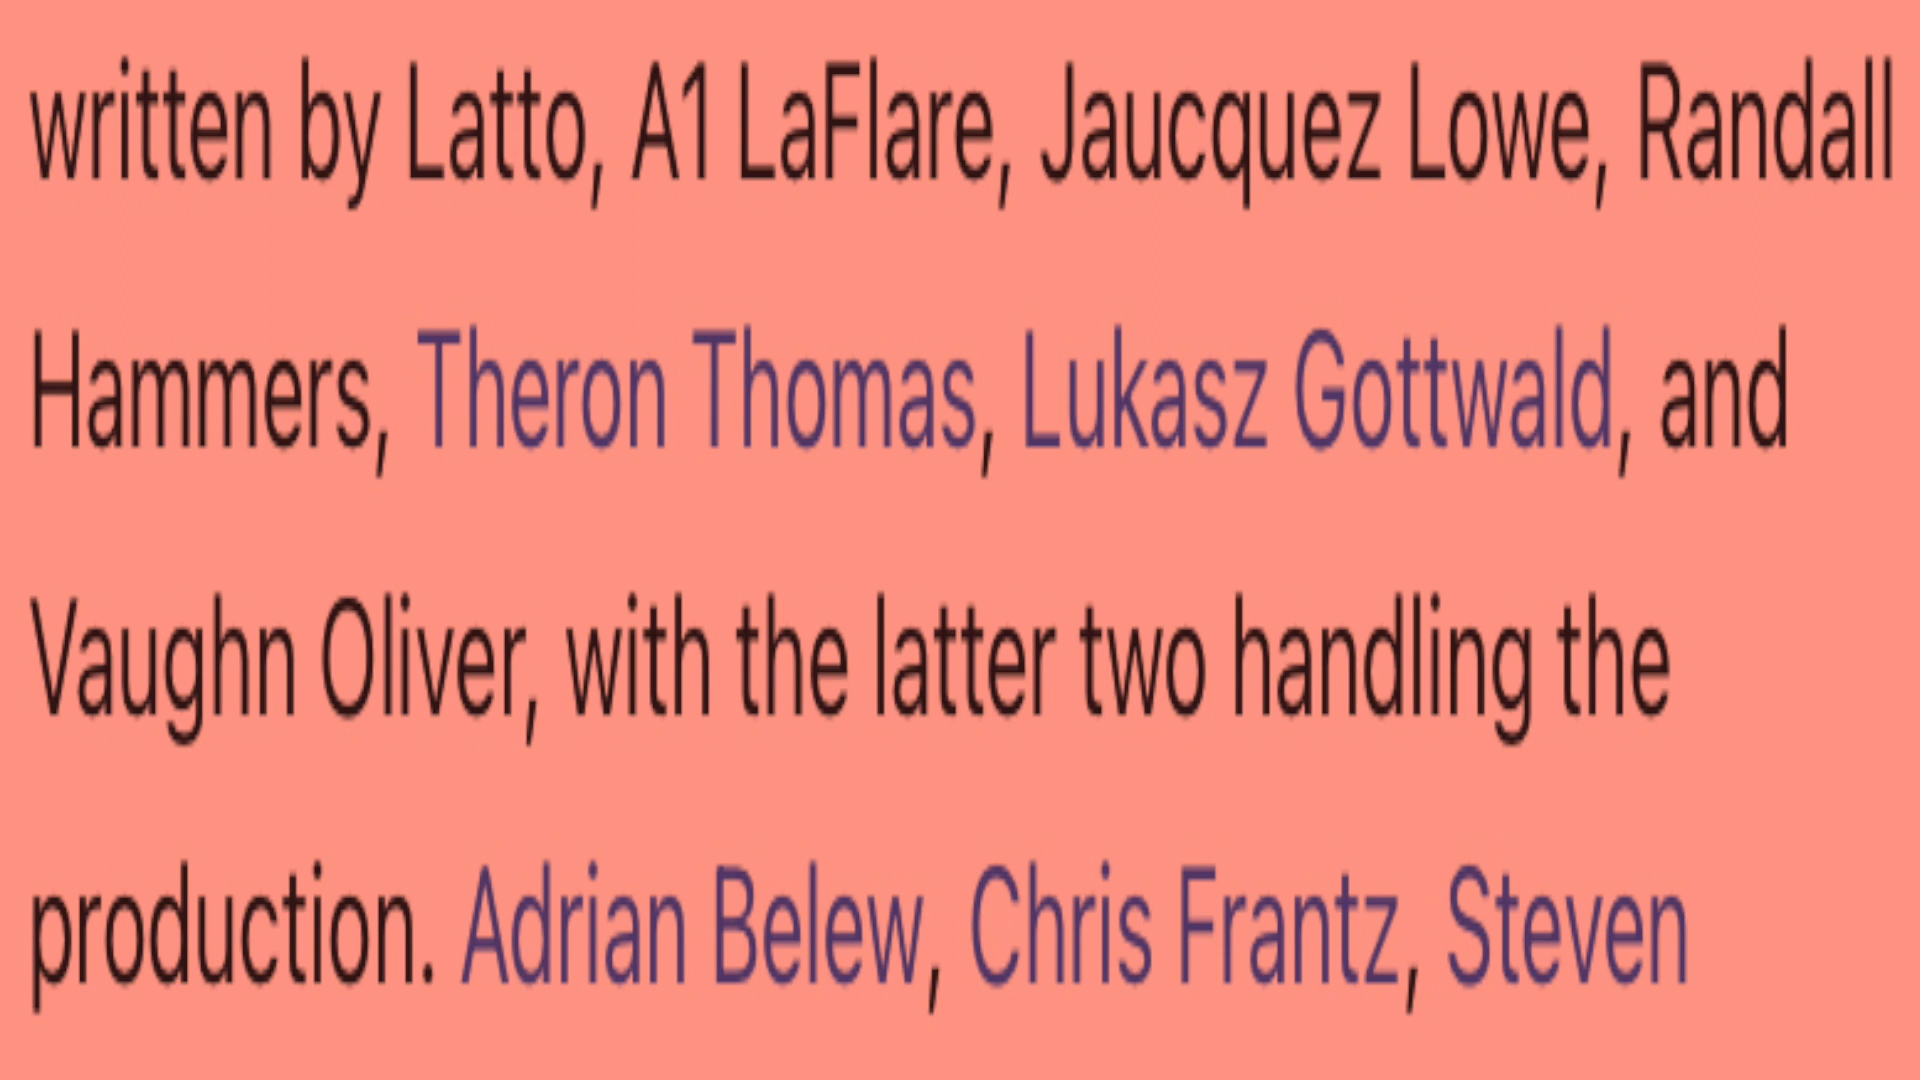 written by Latto, A1 LaFlare, Jaucquez Lowe, Randall
Hammers, Theron Thomas, Lukasz Gottwald, and
Vaughn Oliver, with the latter two handling the
production. Adrian Belew, Chris Frantz, Steven